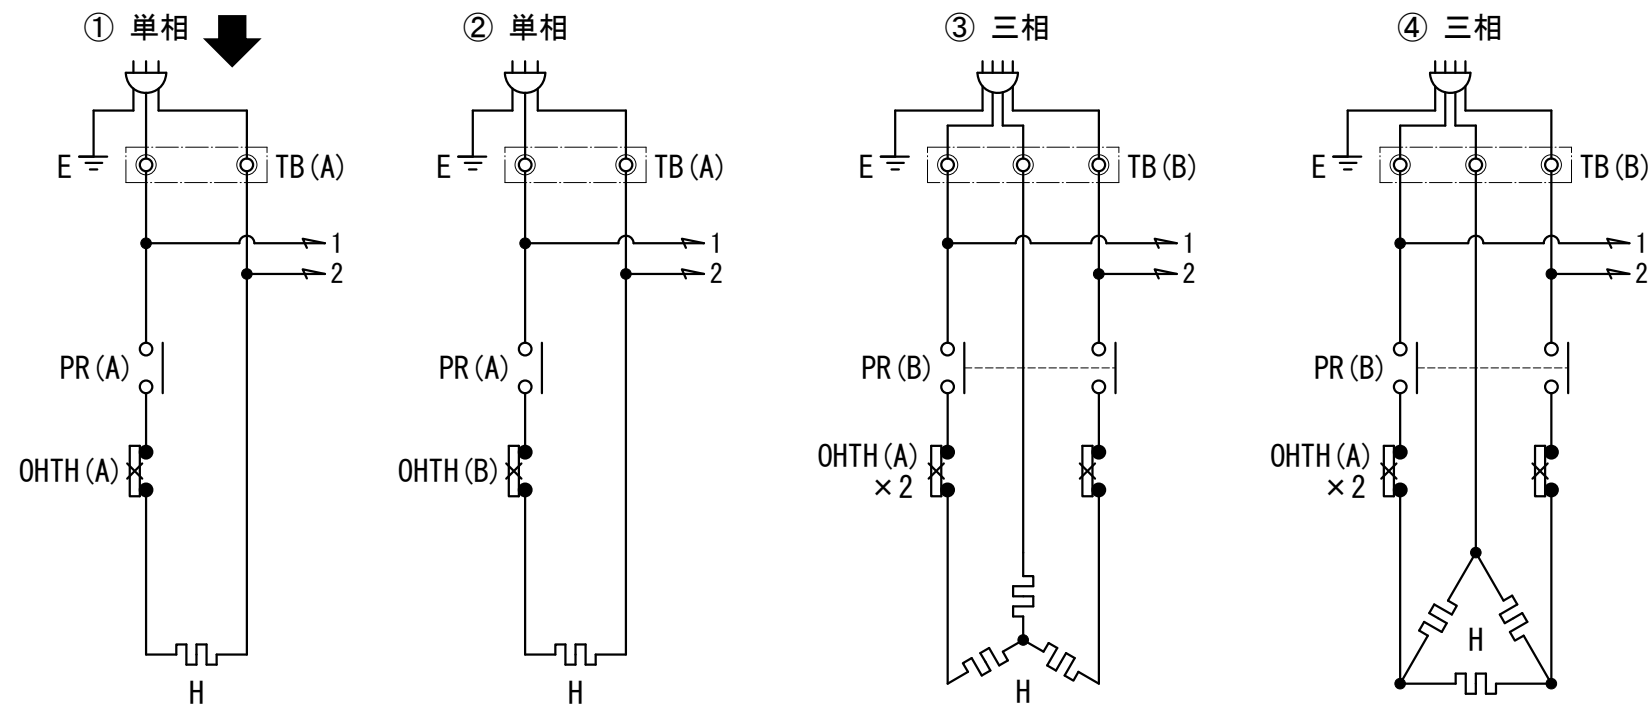 ① 単相
② 単相
③ 三相
④ 三相
E
TB(A)
E
TB(A)
E
TB(B)
E
TB(B)
1
2
1
2
1
2
1
2
PR(A)
PR(A)
PR(B)
PR(B)
OHTH(A)
OHTH(B)
OHTH(A)
×2
OHTH(A)
×2
H
H
H
H